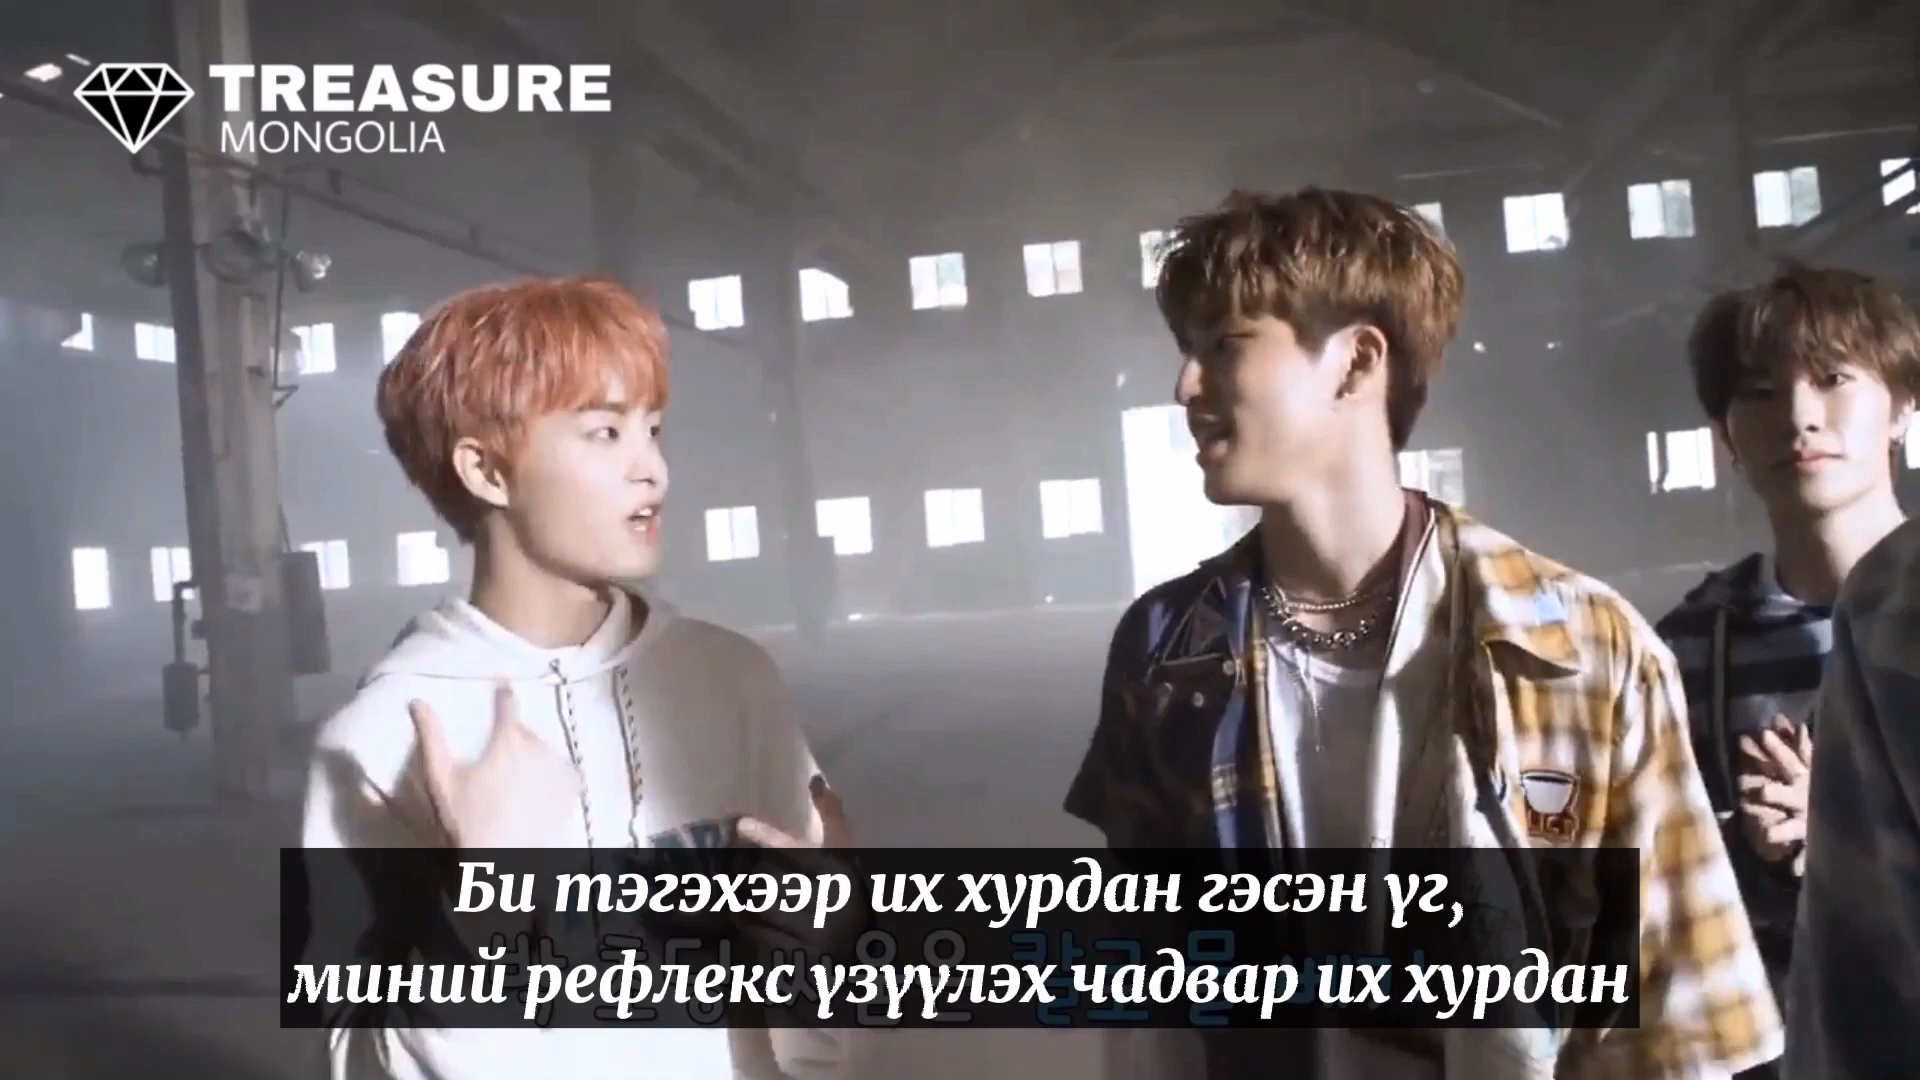 TREASURE
MONGOLIA
Би тэгэхээр их хурдан гэсэн үг,
миний рефлекс үзүүлэх чадвар их хурдан